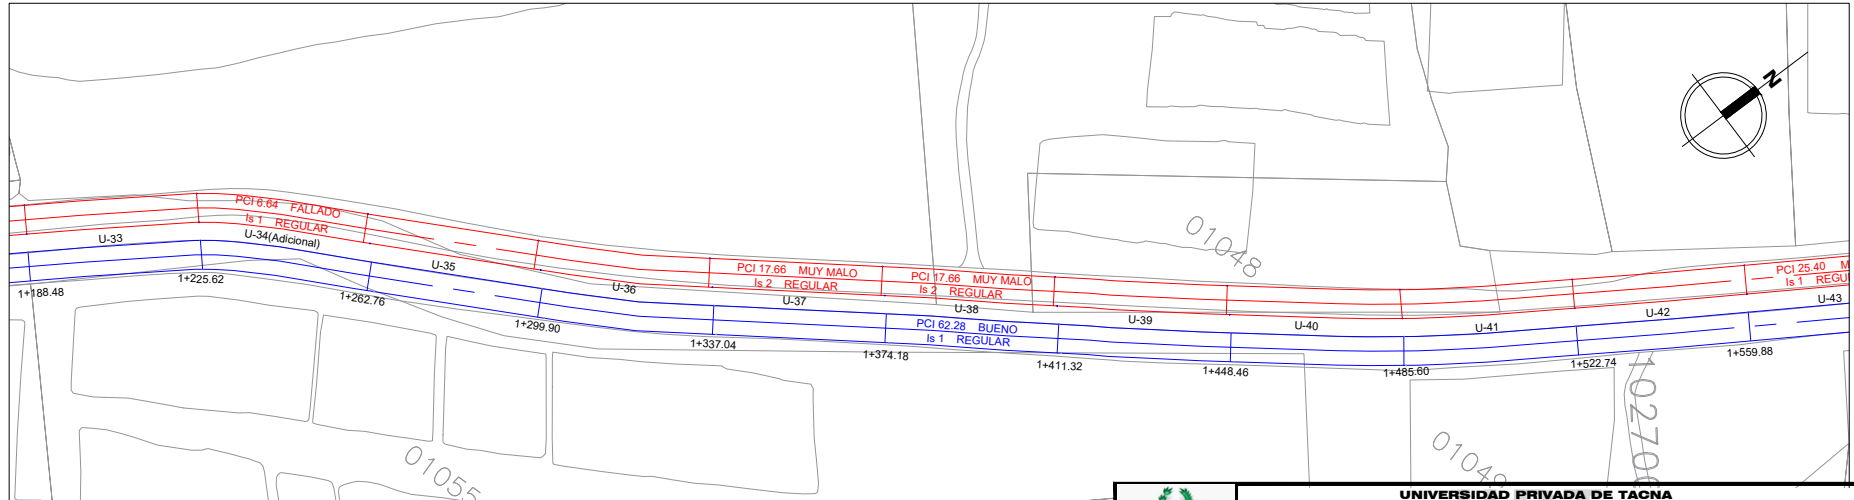 N
01048
PCI 6.64 FALLADO
Is 1 REGULAR
U-33
U-34(Adicional)
U-35
U-36
PCI 17.66 MUY MALO
Is 2 REGULAR
U-37
PCI 17.66 MUY MALO
Is 2 REGULAR
U-38
PCI 62.28 BUENO
Is 1 REGULAR
U-39
U-40
U-41
U-42
PCI 25.40 M
Is 1 REGU
U-43
1+188.48
1+225.62
1+262.76
1+299.90
1+337.04
1+374.18
1+411.32
1+448.46
1+485.60
1+522.74
1+559.88
01055
01049
10270
UNIVERSIDAD PRIVADA DE TACNA